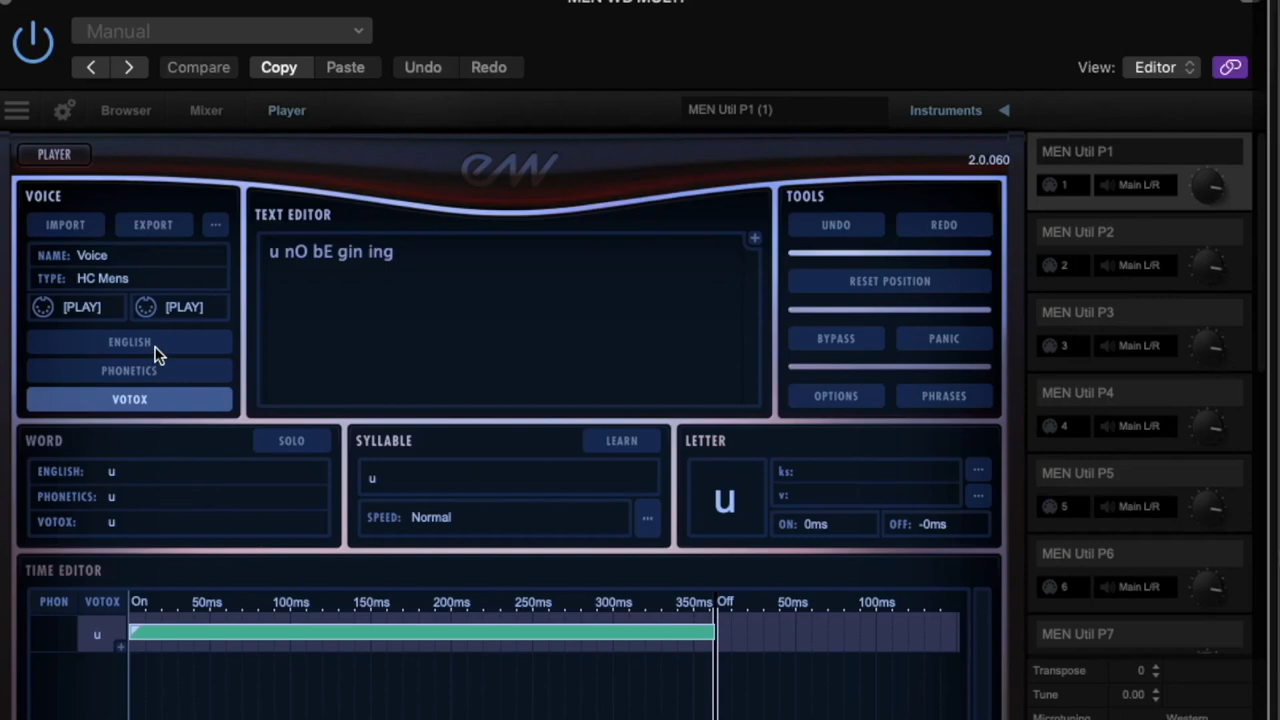 Manual
Compare Copy Paste Undo Redo View: Editor
Browser Mixer Player MEN Util P1 (1) Instruments
PLAYER
2.0.060
VOICE
IMPORT EXPORT ...
NAME: Voice
TYPE: HC Mens
[PLAY] [PLAY]
ENGLISH
PHONETICS
VOTOX
TEXT EDITOR
u nO bE gin ing
+
TOOLS
UNDO REDO
RESET POSITION
BYPASS PANIC
OPTIONS PHRASES
WORD SOLO
ENGLISH: u
PHONETICS: u
VOTOX: u
SYLLABLE LEARN
u
SPEED: Normal ...
LETTER
u
ks: ...
v: ...
ON: 0ms OFF: -0ms
TIME EDITOR
PHON VOTOX On 50ms 100ms 150ms 200ms 250ms 300ms 350ms Off 50ms 100ms
u
+
MEN Util P1
1 Main L/R
MEN Util P2
2 Main L/R
MEN Util P3
3 Main L/R
MEN Util P4
4 Main L/R
MEN Util P5
5 Main L/R
MEN Util P6
6 Main L/R
MEN Util P7
Transpose 0
Tune 0.00